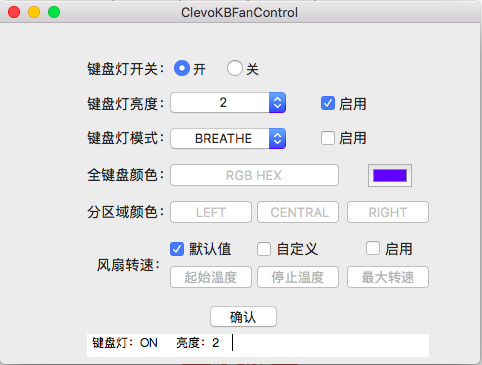 ClevoKBFanControl
键盘灯开关： 开 关
键盘灯亮度： 2 启用
键盘灯模式： BREATHE 启用
全键盘颜色： RGB HEX
分区域颜色： LEFT CENTRAL RIGHT
风扇转速： 默认值 自定义 启用
起始温度 停止温度 最大转速
确认
键盘灯：ON 亮度：2